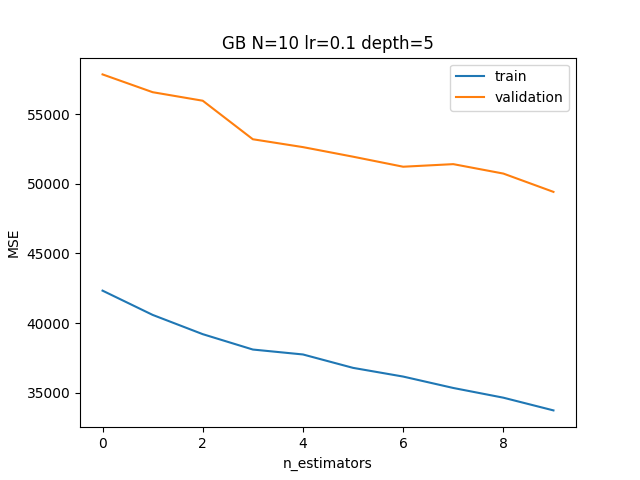 GB N=10 lr=0.1 depth=5
train
validation
55000
50000
45000
40000
35000
MSE
0 2 4 6 8
n_estimators